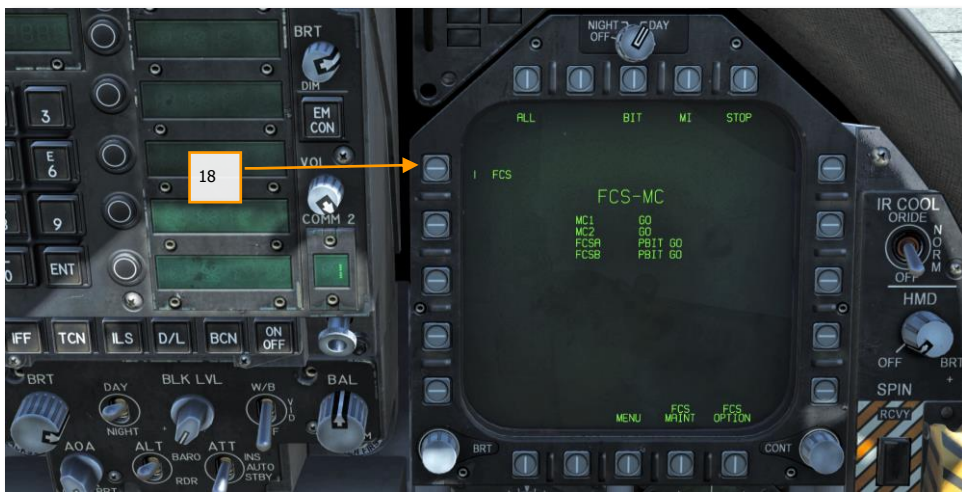 NIGHT DAY
OFF
BRT
DIM
ALL BIT MI STOP
3
EM
CON
E
6
VOL
18
FCS
FCS-MC
MC1 GO
MC2 GO
FCSA PBIT GO
FCSB PBIT GO
9
COMM 2
ENT
IR COOL
ORIDE
NORM
OFF
HMD
OFF BRT
IFF TCN ILS D/L BCN ON
OFF
BRT
DAY
NIGHT
BLK LVL
W/B
VID
BAL
MENU FCS
MAINT FCS
OPTION
SPIN
RCVY
BRT CONT
AOA
BRT
ALT
BARO
RDR
ATT
INS
AUTO
STBY